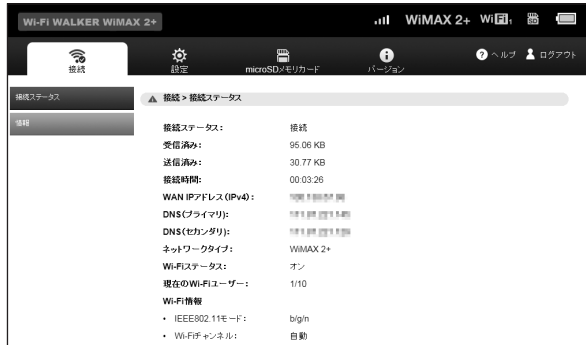 Wi-Fi WALKER WiMAX 2+
WiMAX 2+ WiFi 1
接続 設定 microSDメモリカード バージョン ヘルプ ログアウト
接続ステータス
情報
接続 > 接続ステータス
接続ステータス: 接続
受信済み: 95.06 KB
送信済み: 30.77 KB
接続時間: 00:03:26
WAN IPアドレス(IPv4):
DNS(プライマリ):
DNS(セカンダリ):
ネットワークタイプ: WiMAX 2+
Wi-Fiステータス: オン
現在のWi-Fiユーザー: 1/10
Wi-Fi情報
• IEEE802.11モード: b/g/n
• Wi-Fiチャンネル: 自動